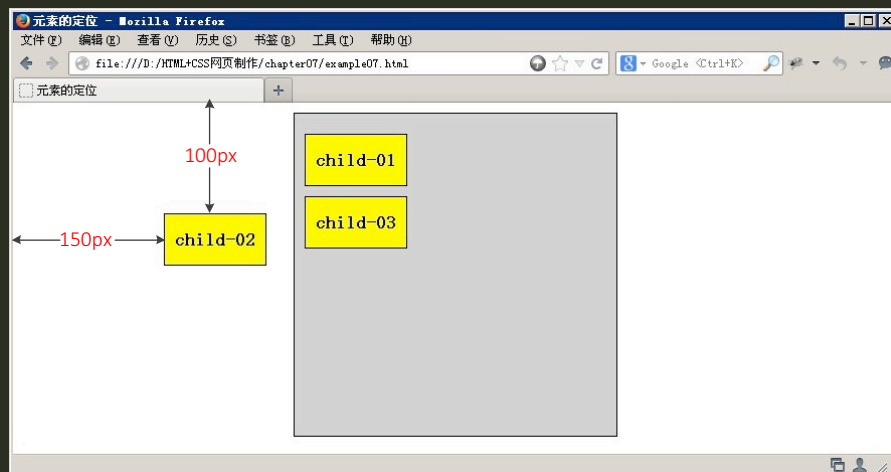 元素的定位 - Mozilla Firefox
文件(F) 编辑(E) 查看(V) 历史(S) 书签(B) 工具(T) 帮助(H)
file:///D:/HTML+CSS网页制作/chapter07/example07.html
Google <Ctrl+K>
元素的定位
+
100px
child-01
child-03
150px
child-02